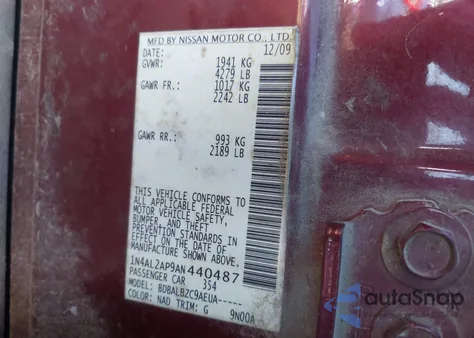 MFD BY NISSAN MOTOR CO., LTD.
DATE: 12/09
GVWR: 1941 KG
4279 LB
GAWR FR.: 1017 KG
2242 LB
GAWR RR.: 993 KG
2189 LB
THIS VEHICLE CONFORMS TO
ALL APPLICABLE FEDERAL
MOTOR VEHICLE SAFETY,
BUMPER, AND THEFT
PREVENTION STANDARDS IN
EFFECT ON THE DATE OF
MANUFACTURE SHOWN ABOVE.
1N4AL2AP9AN440487
PASSENGER CAR 354
MODEL: BDBALBZC9AEUA-----
COLOR: NAD TRIM: G 9N00A
autoSnap